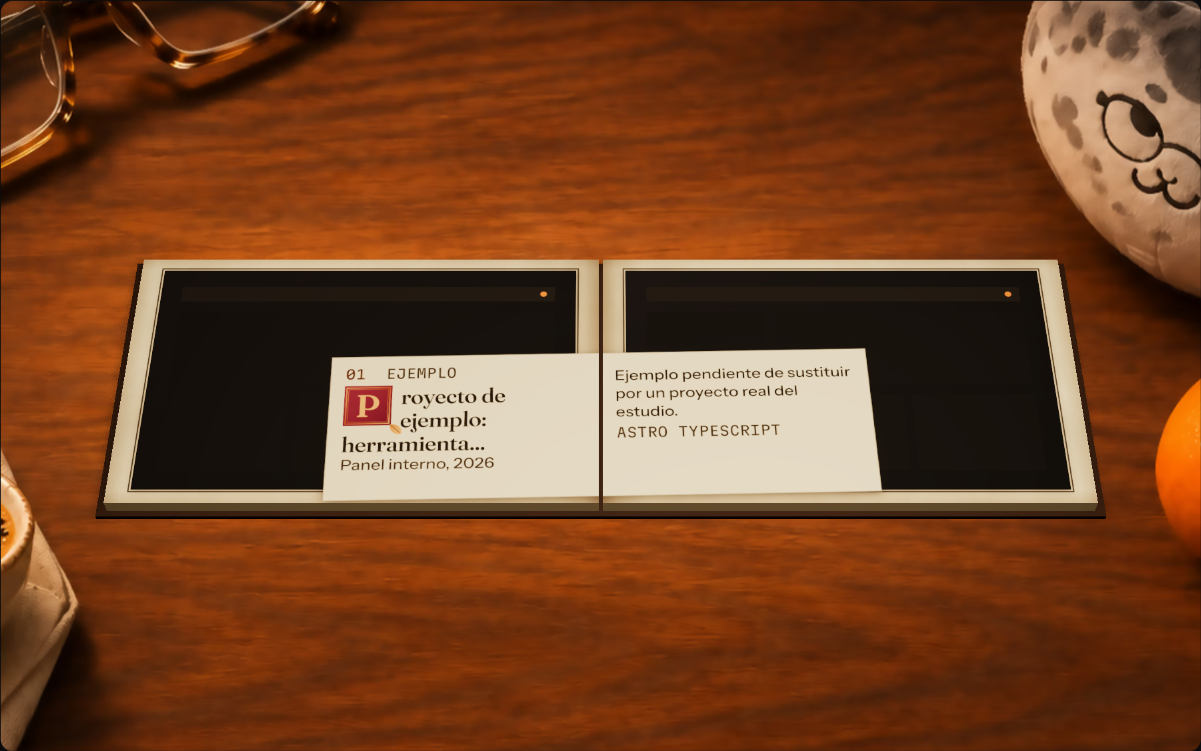 01 EJEMPLO
Proyecto de
ejemplo:
herramienta...
Panel interno, 2026
Ejemplo pendiente de sustituir
por un proyecto real del
estudio.
ASTRO TYPESCRIPT